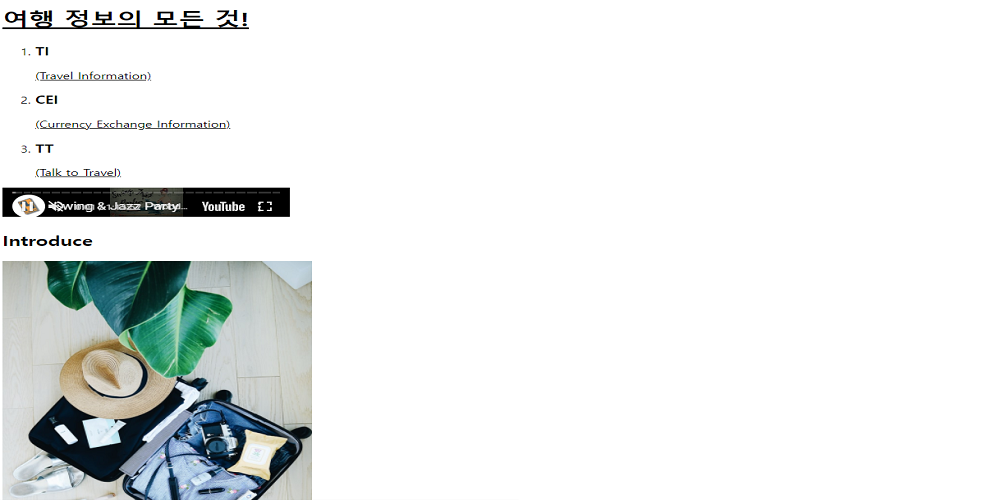 여행 정보의 모든 것!
1. TI
(Travel Information)
2. CEI
(Currency Exchange Information)
3. TT
(Talk to Travel)
Swing & Jazz Party... YouTube
Introduce